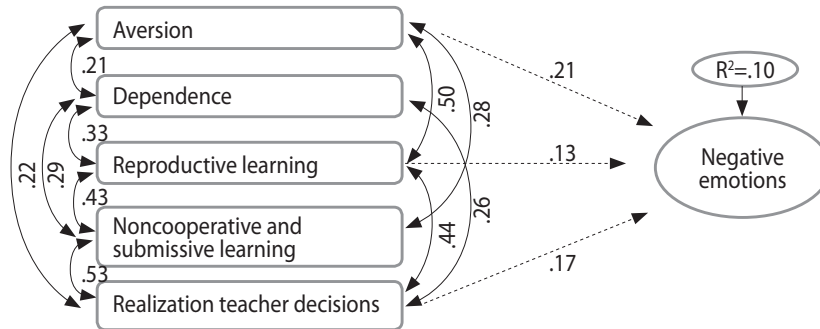 Aversion
.21
Dependence
.33
Reproductive learning
.43
Noncooperative and
submissive learning
.53
Realization teacher decisions
.22
.29
.50
.28
.44
.26
.21
.13
.17
R²=.10
Negative
emotions